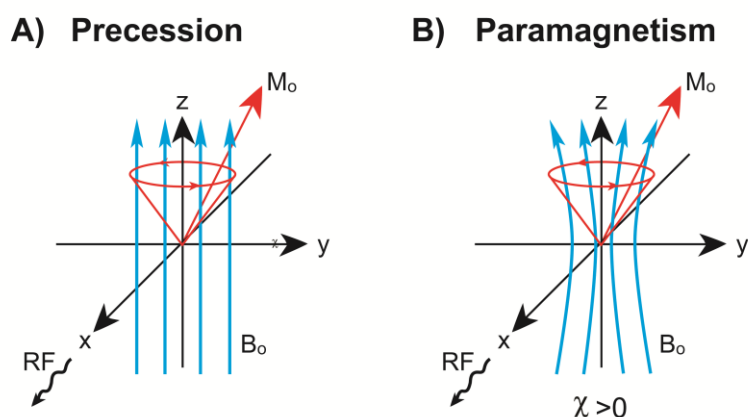 A) Precession
B) Paramagnetism
Mo
z
χ
y
x
RF
Bo
Mo
z
y
x
RF
Bo
χ >0